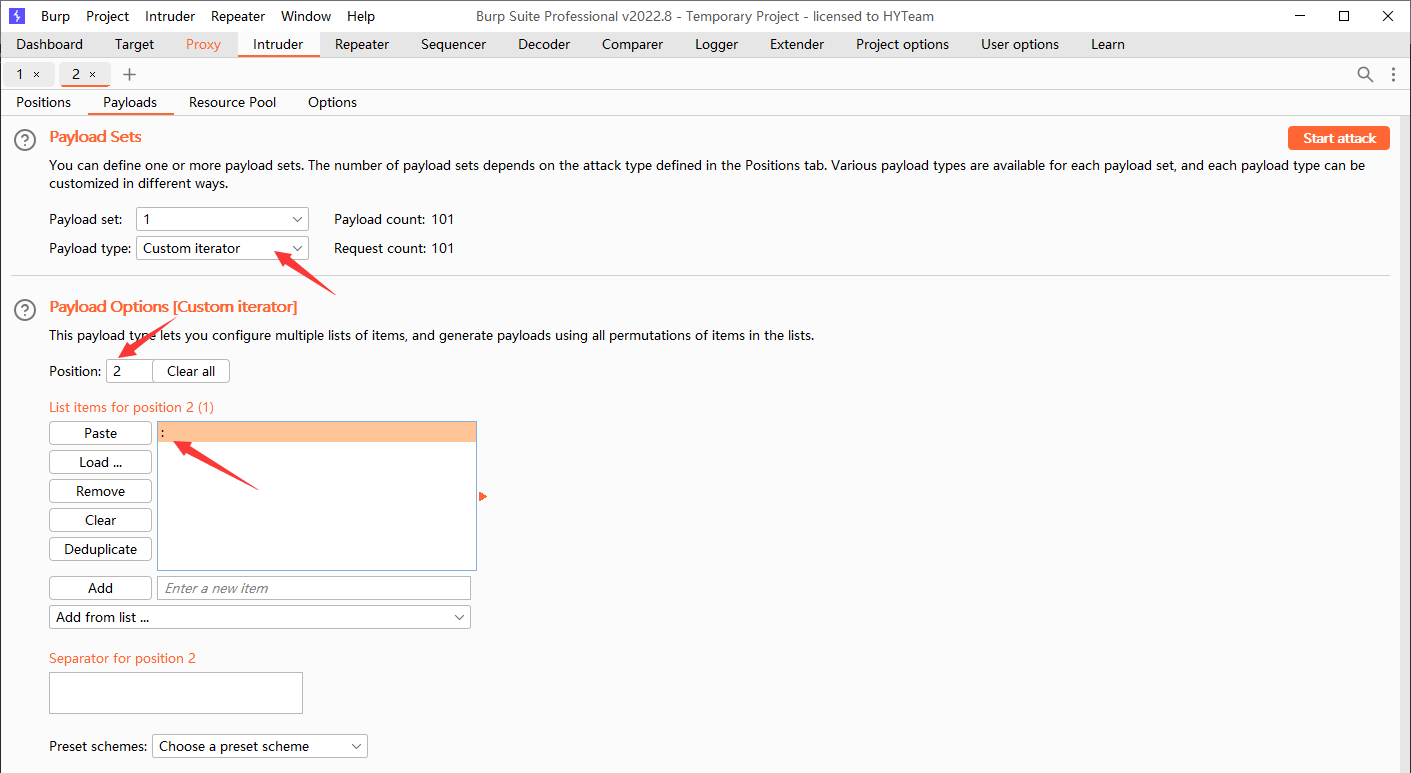 Burp Project Intruder Repeater Window Help Burp Suite Professional v2022.8 - Temporary Project - licensed to HYTeam
Dashboard Target Proxy Intruder Repeater Sequencer Decoder Comparer Logger Extender Project options User options Learn
1 × 2 × +
Positions Payloads Resource Pool Options
? Payload Sets Start attack
You can define one or more payload sets. The number of payload sets depends on the attack type defined in the Positions tab. Various payload types are available for each payload set, and each payload type can be
customized in different ways.
Payload set: 1 Payload count: 101
Payload type: Custom iterator Request count: 101
? Payload Options [Custom iterator]
This payload type lets you configure multiple lists of items, and generate payloads using all permutations of items in the lists.
Position: 2 Clear all
List items for position 2 (1)
Paste :
Load ...
Remove
Clear
Deduplicate
Add Enter a new item
Add from list ...
Separator for position 2
Preset schemes: Choose a preset scheme